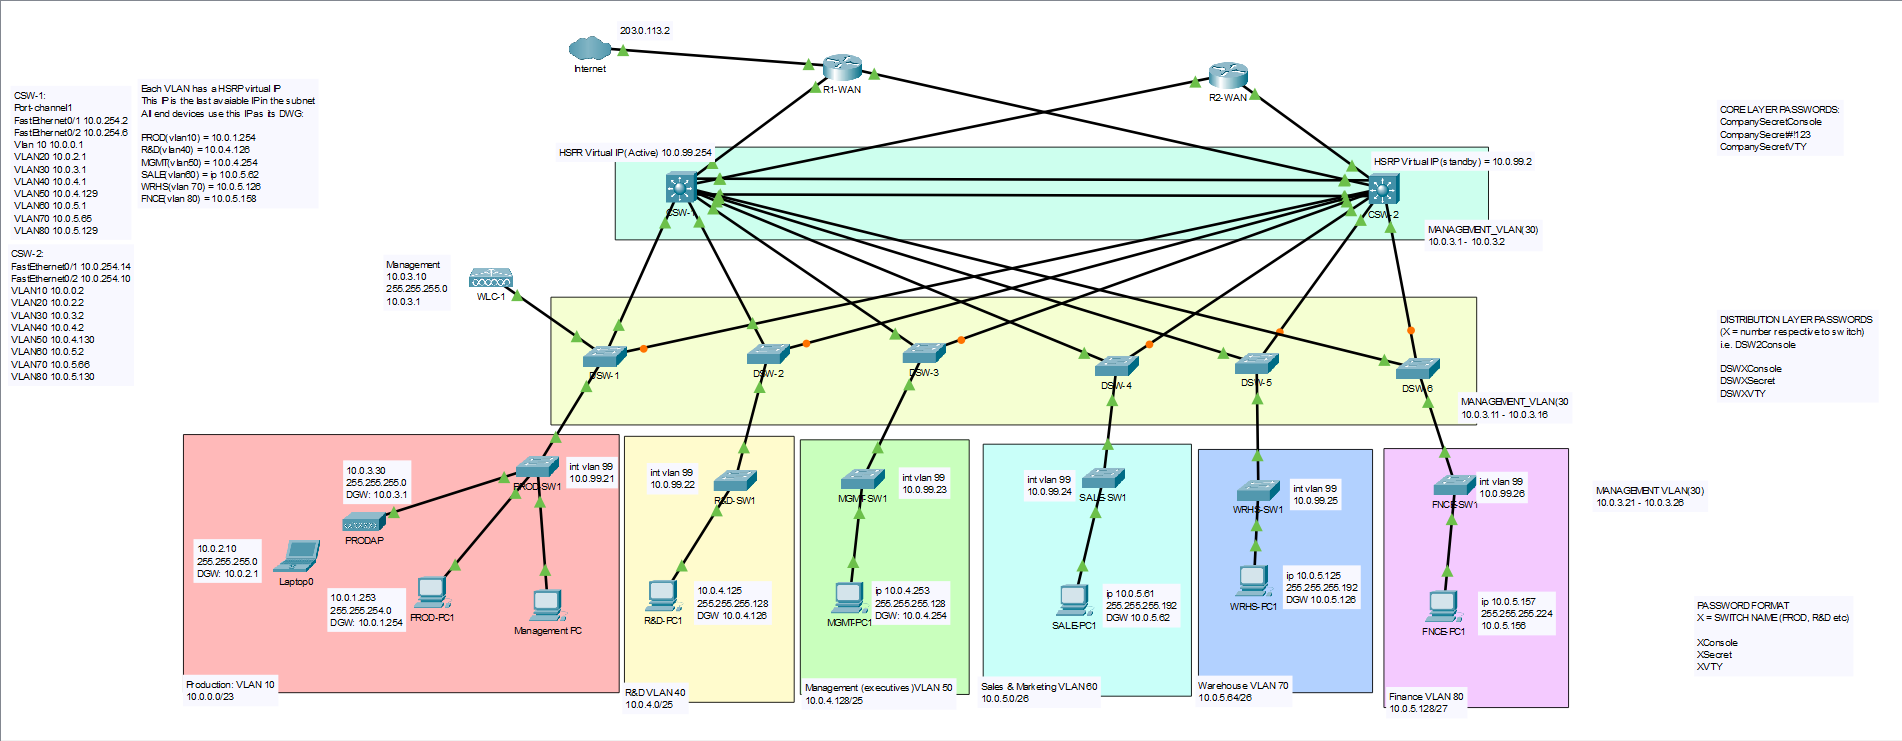 203.0.113.2
Internet
R1-WAN
R2-WAN
CSW-1:
Port-channel1
FastEthernet0/1 10.0.254.2
FastEthernet0/2 10.0.254.6
Vlan 10 10.0.0.1
VLAN20 10.0.2.1
VLAN30 10.0.3.1
VLAN40 10.0.4.1
VLAN50 10.0.4.129
VLAN60 10.0.5.1
VLAN70 10.0.5.65
VLAN80 10.0.5.129
Each VLAN has a HSRP virtual IP
This IP is the last avaiable IP in the subnet
All end devices use this IP as its DWG:
PROD(vlan10) = 10.0.1.254
R&D(vlan40) = 10.0.4.126
MGMT(vlan50) = 10.0.4.254
SALE(vlan60) = ip 10.0.5.62
WRHS(vlan 70) = 10.0.5.126
FNCE(vlan 80) = 10.0.5.158
CORE LAYER PASSWORDS:
CompanySecretConsole
CompanySecret#!123
CompanySecretVTY
HSPR Virtual IP(Active) 10.0.99.254
HSRP Virtual IP(standby) = 10.0.99.2
CSW-1
CSW-2
MANAGEMENT_VLAN(30)
10.0.3.1 - 10.0.3.2
CSW-2:
FastEthernet0/1 10.0.254.14
FastEthernet0/2 10.0.254.10
VLAN10 10.0.0.2
VLAN20 10.0.2.2
VLAN30 10.0.3.2
VLAN40 10.0.4.2
VLAN50 10.0.4.130
VLAN60 10.0.5.2
VLAN70 10.0.5.66
VLAN80 10.0.5.130
Management
10.0.3.10
255.255.255.0
10.0.3.1
WLC-1
DSW-1
DSW-2
DSW-3
DSW-4
DSW-5
DSW-6
MANAGEMENT_VLAN(30
10.0.3.11 - 10.0.3.16
DISTRIBUTION LAYER PASSWORDS
(X = number respective to switch)
i.e. DSW2Console
DSWXConsole
DSWXSecret
DSWXVTY
PROD-SW1
int vlan 99
10.0.99.21
10.0.3.30
255.255.255.0
DGW: 10.0.3.1
PRODAP
10.0.2.10
255.255.255.0
DGW: 10.0.2.1
Laptop0
10.0.1.253
255.255.254.0
DGW: 10.0.1.254
PROD-PC1
Management PC
Production: VLAN 10
10.0.0.0/23
int vlan 99
10.0.99.22
R&D-SW1
R&D-PC1
10.0.4.125
255.255.255.128
DGW 10.0.4.126
R&D VLAN 40
10.0.4.0/25
MGMT-SW1
int vlan 99
10.0.99.23
MGMT-PC1
ip 10.0.4.253
255.255.255.128
DGW: 10.0.4.254
Management (executives)VLAN 50
10.0.4.128/25
int vlan 99
10.0.99.24
SALE-SW1
SALE-PC1
ip 10.0.5.61
255.255.255.192
DGW 10.0.5.62
Sales & Marketing VLAN 60
10.0.5.0/26
WRHS-SW1
int vlan 99
10.0.99.25
WRHS-PC1
ip 10.0.5.125
255.255.255.192
DGW 10.0.5.126
Warehouse VLAN 70
10.0.5.64/26
FNCE-SW1
int vlan 99
10.0.99.26
FNCE-PC1
ip 10.0.5.157
255.255.255.224
10.0.5.158
Finance VLAN 80
10.0.5.128/27
MANAGEMENT VLAN(30)
10.0.3.21 - 10.0.3.26
PASSWORD FORMAT
X = SWITCH NAME (PROD, R&D etc)
XConsole
XSecret
XVTY